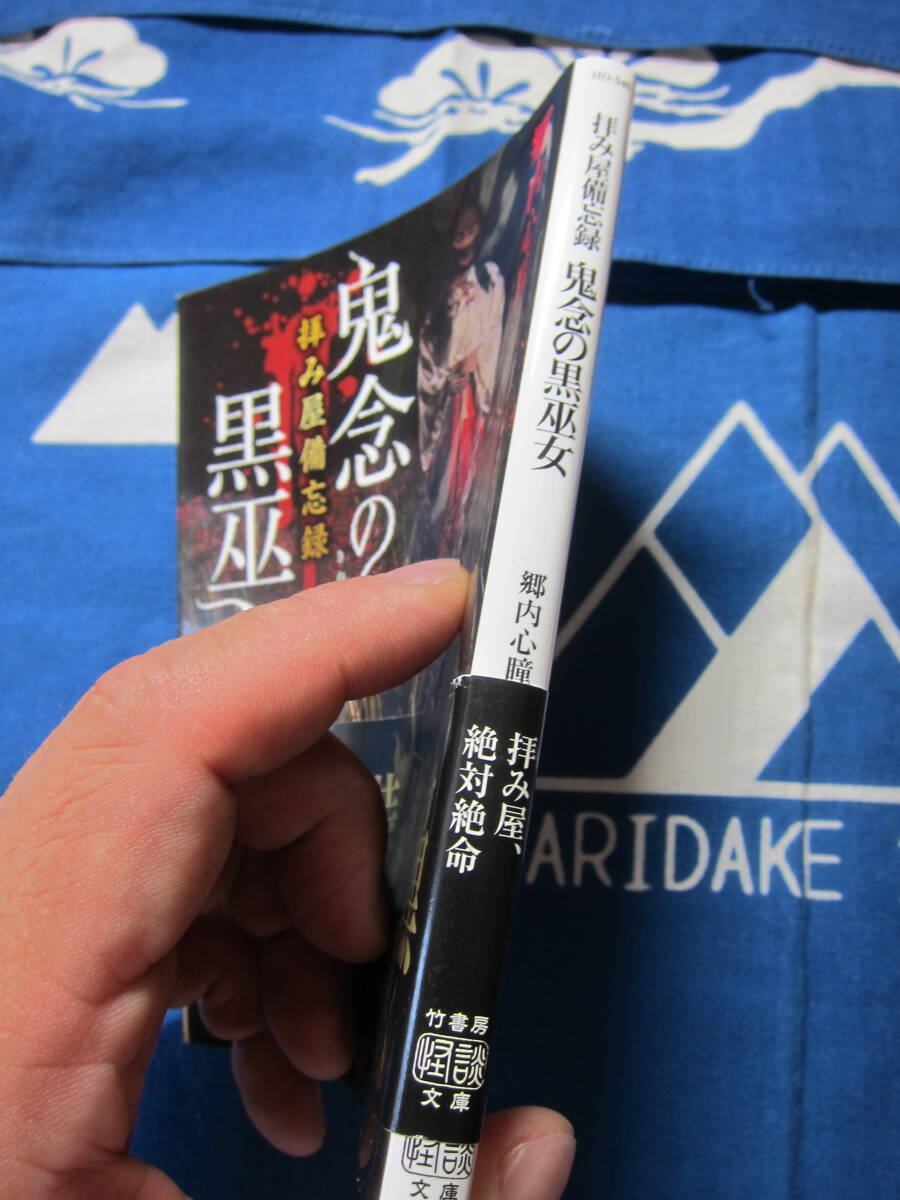 拝み屋備忘録 鬼念の黒巫女
郷内心瞳
拝み屋、
絶対絶命
竹書房
怪談
文庫
怪談
文庫
鬼念の
拝み屋備忘録
黒巫
ARIDAKE